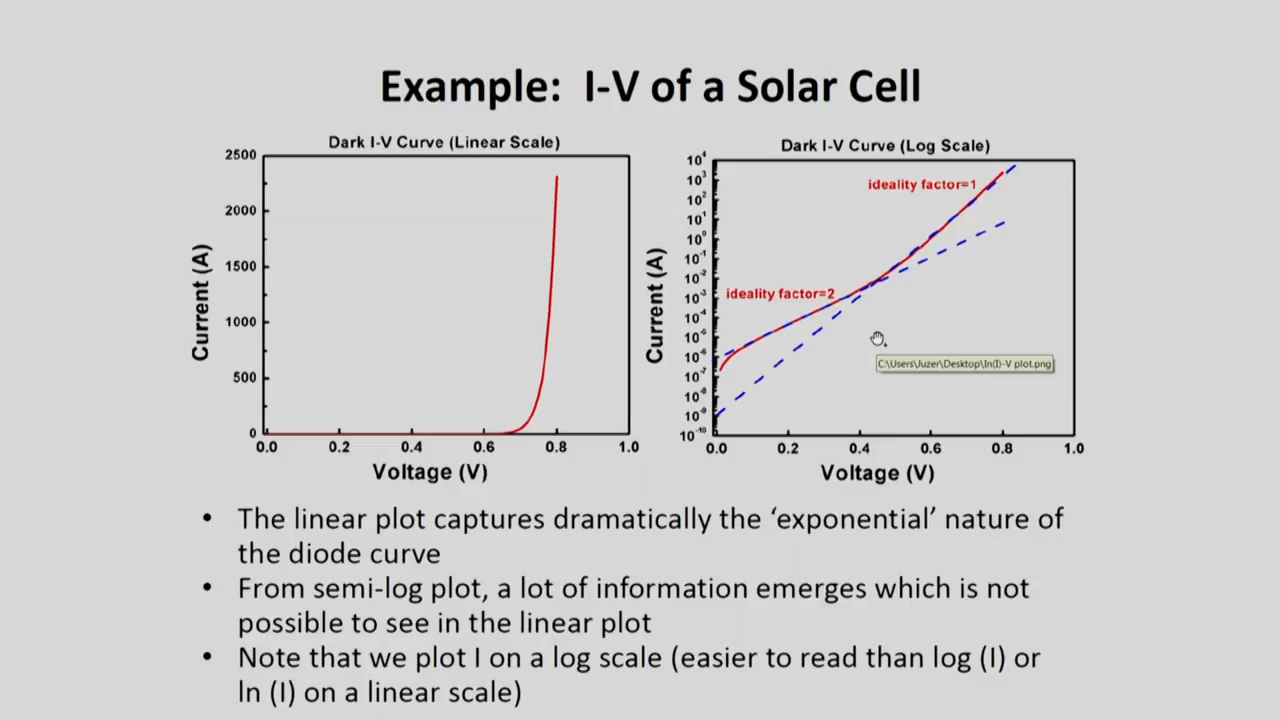 Example: I-V of a Solar Cell
Dark I-V Curve (Linear Scale)
2500
2000
1500
1000
500
0
Current (A)
0.0 0.2 0.4 0.6 0.8 1.0
Voltage (V)
Dark I-V Curve (Log Scale)
10⁴
10³
10²
10¹
10⁰
10⁻¹
10⁻²
10⁻³
10⁻⁴
10⁻⁵
10⁻⁶
10⁻⁷
10⁻⁸
10⁻⁹
10⁻¹⁰
Current (A)
ideality factor=1
ideality factor=2
C:\Users\Juzer\Desktop\ln(I)-V plot.png
0.0 0.2 0.4 0.6 0.8 1.0
Voltage (V)
• The linear plot captures dramatically the ‘exponential’ nature of
the diode curve
• From semi-log plot, a lot of information emerges which is not
possible to see in the linear plot
• Note that we plot I on a log scale (easier to read than log (I) or
ln (I) on a linear scale)